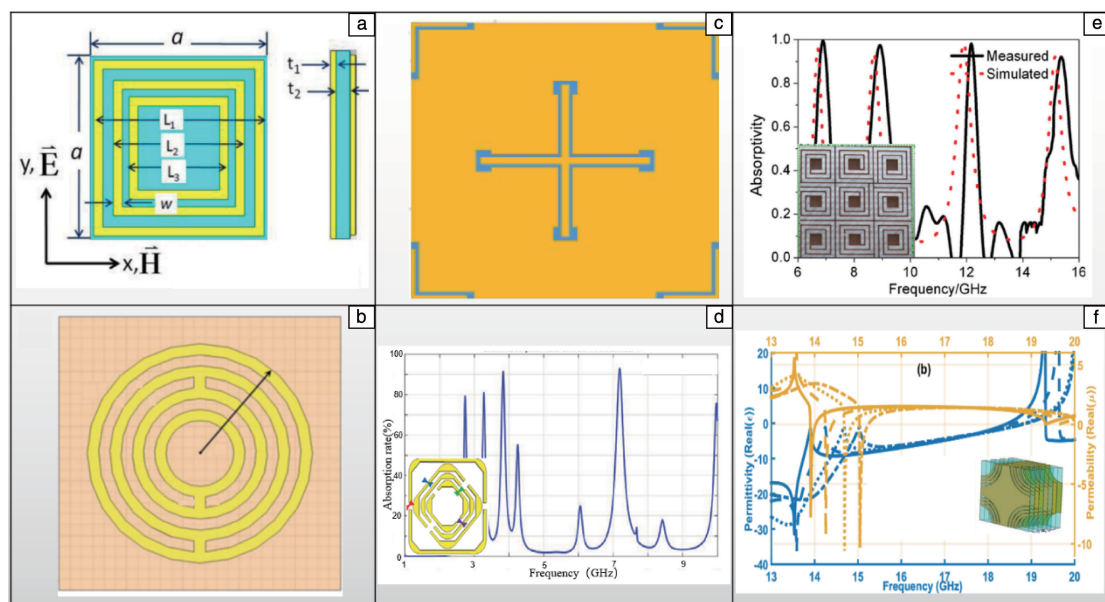 a
a
t₁
t₂
L₁
L₂
L₃
a
w
y, E⃗
x, H⃗
c
e
1.0
0.8
0.6
0.4
0.2
0.0
Absorptivity
Measured
Simulated
6
8
10
12
14
16
Frequency/GHz
b
d
100
80
60
40
20
0
Absorption rate(%)
1
3
5
7
9
Frequency（GHz）
f
13
14
15
16
17
18
19
20
(b)
20
10
0
-10
-20
-30
-40
Permittivity (Real(ϵ))
5
0
-5
-10
Permeability (Real(μ))
13
14
15
16
17
18
19
20
Frequency (GHz)